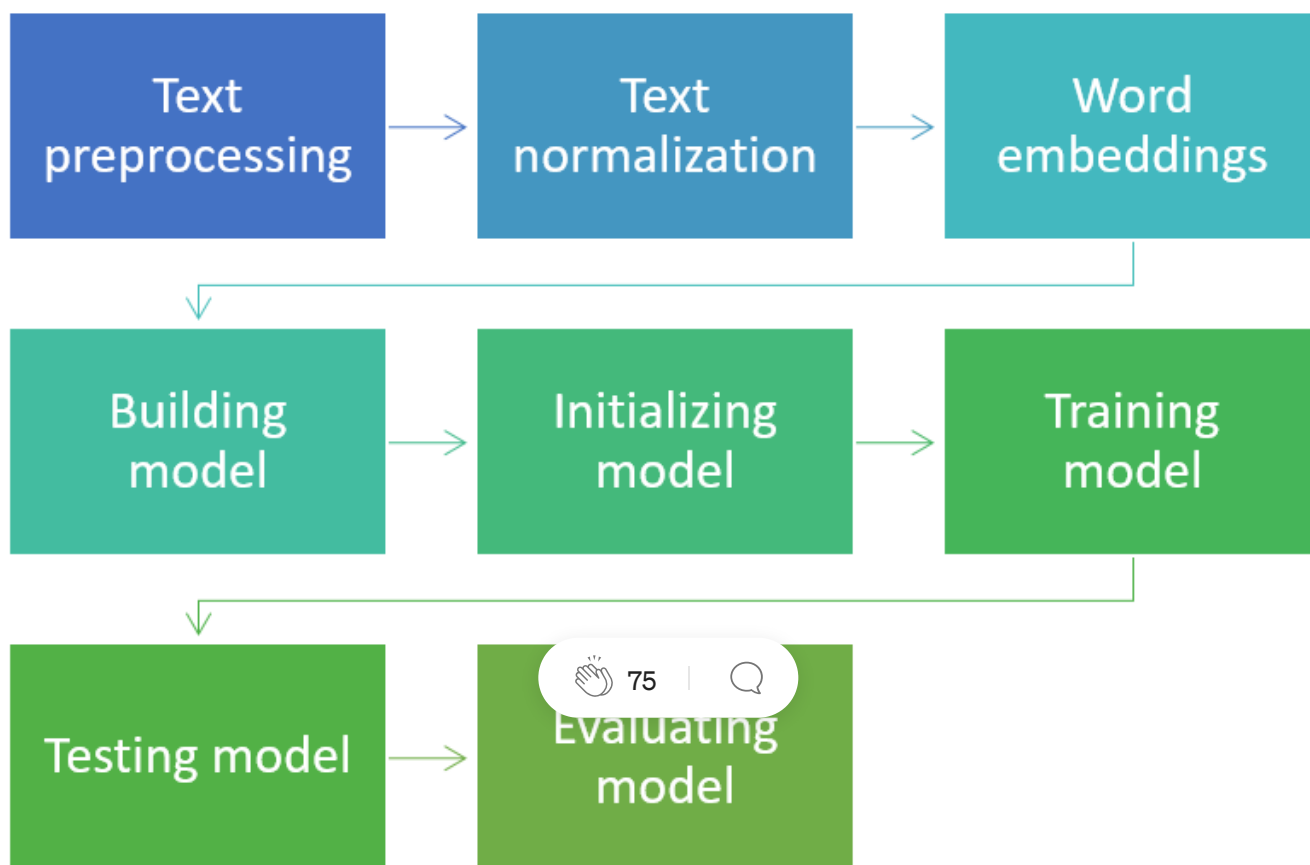 Text
preprocessing
Text
normalization
Word
embeddings
Building
model
Initializing
model
Training
model
Testing model
75
Evaluating
model